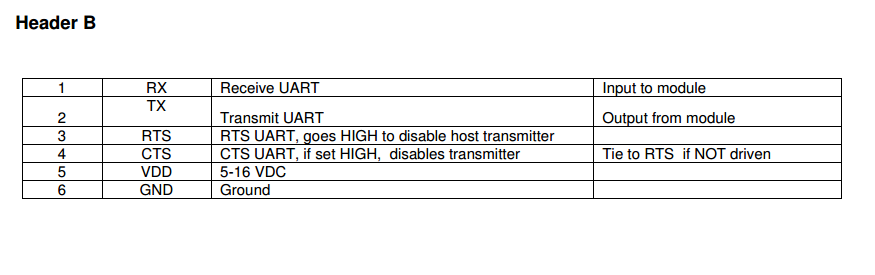 Header B
1 RX Receive UART Input to module
2 TX Transmit UART Output from module
3 RTS RTS UART, goes HIGH to disable host transmitter
4 CTS CTS UART, if set HIGH, disables transmitter Tie to RTS if NOT driven
5 VDD 5-16 VDC
6 GND Ground